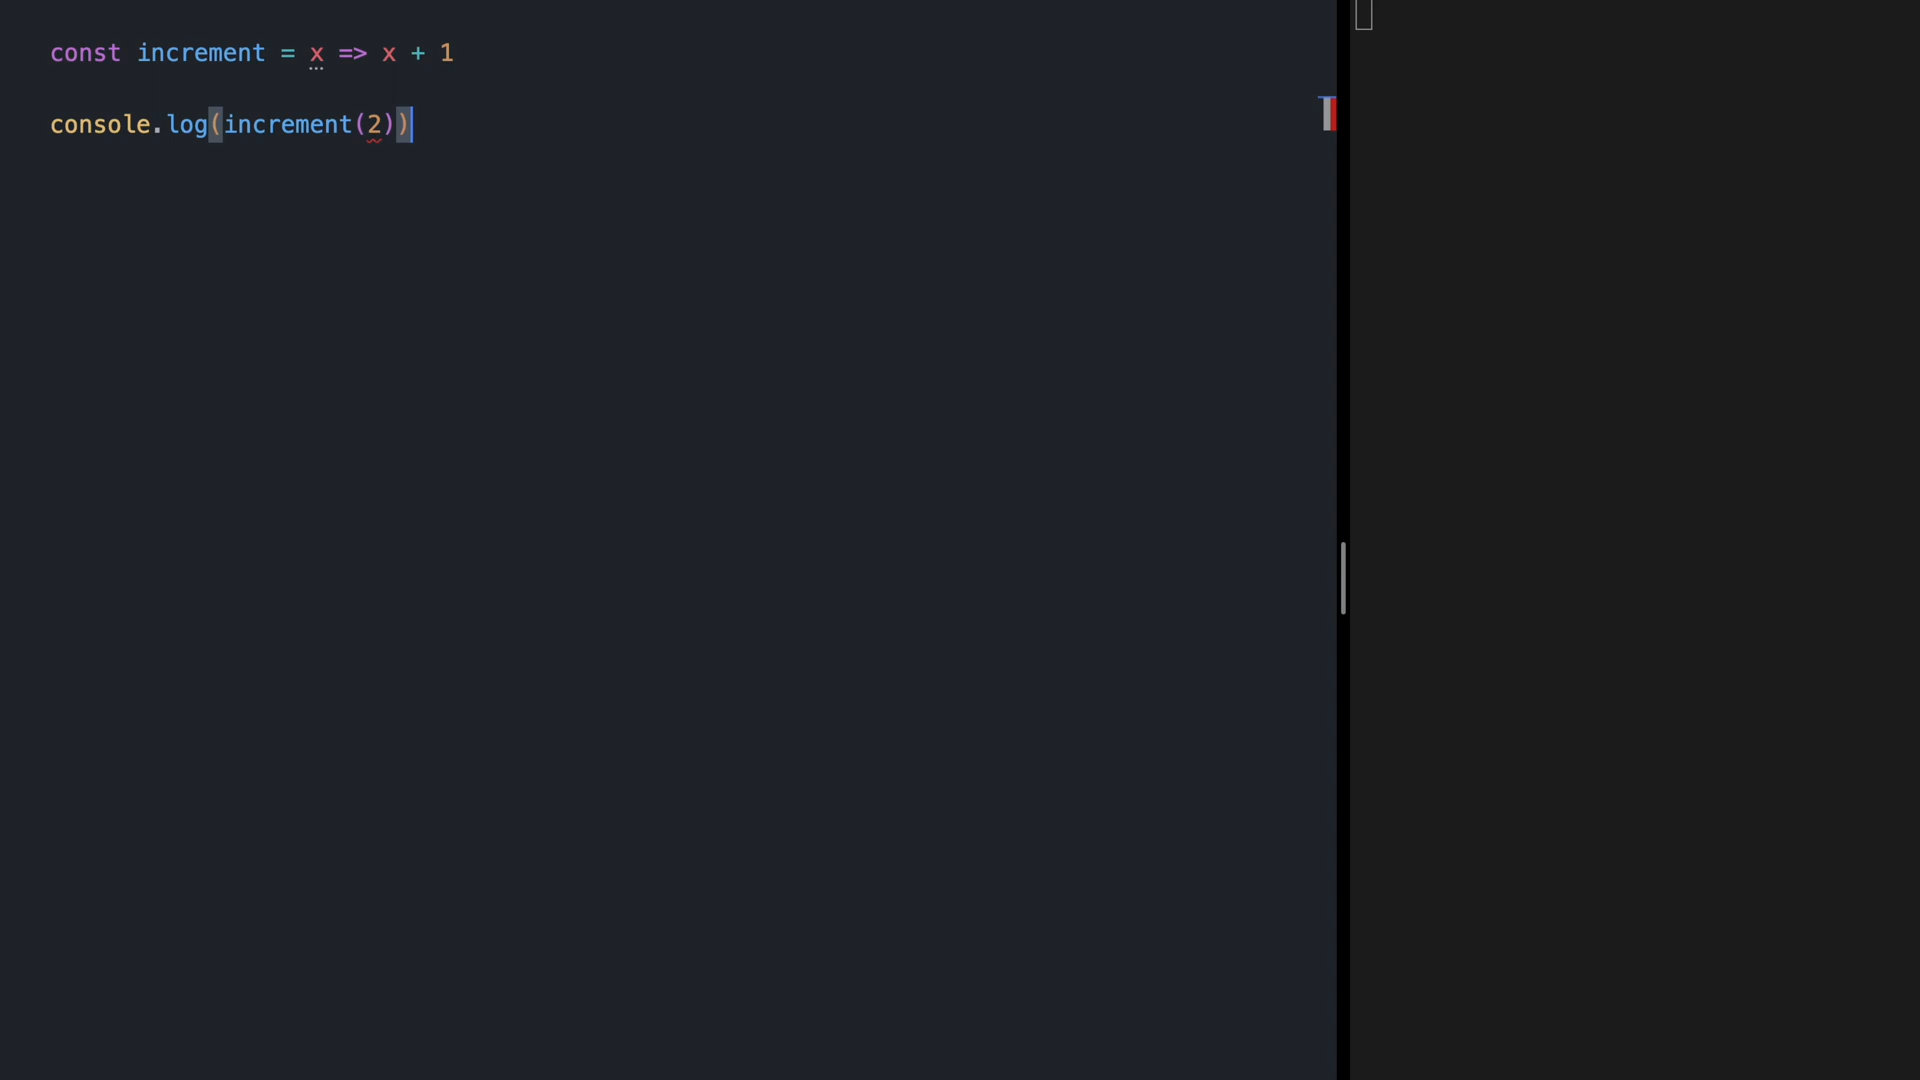 const increment = x => x + 1
console.log(increment(2))